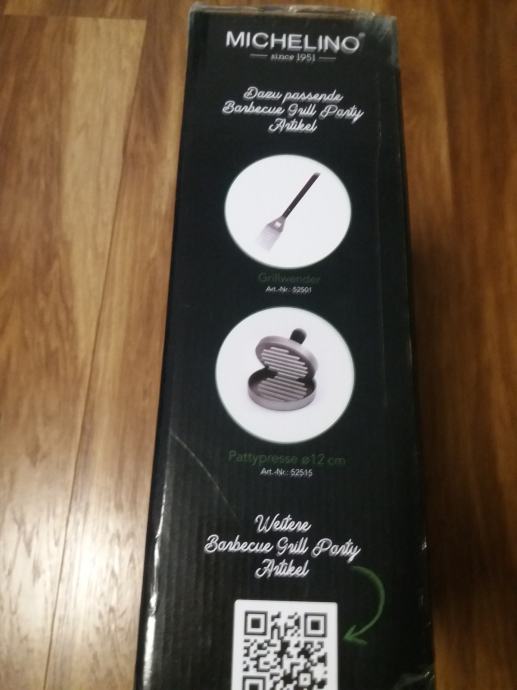 MICHELINO®
since 1951
Dazu passende
Barbecue Grill Party
Artikel
Grillwender
Art.-Nr.: 52501
Pattypresse ø12 cm
Art.-Nr.: 52515
Weitere
Barbecue Grill Party
Artikel